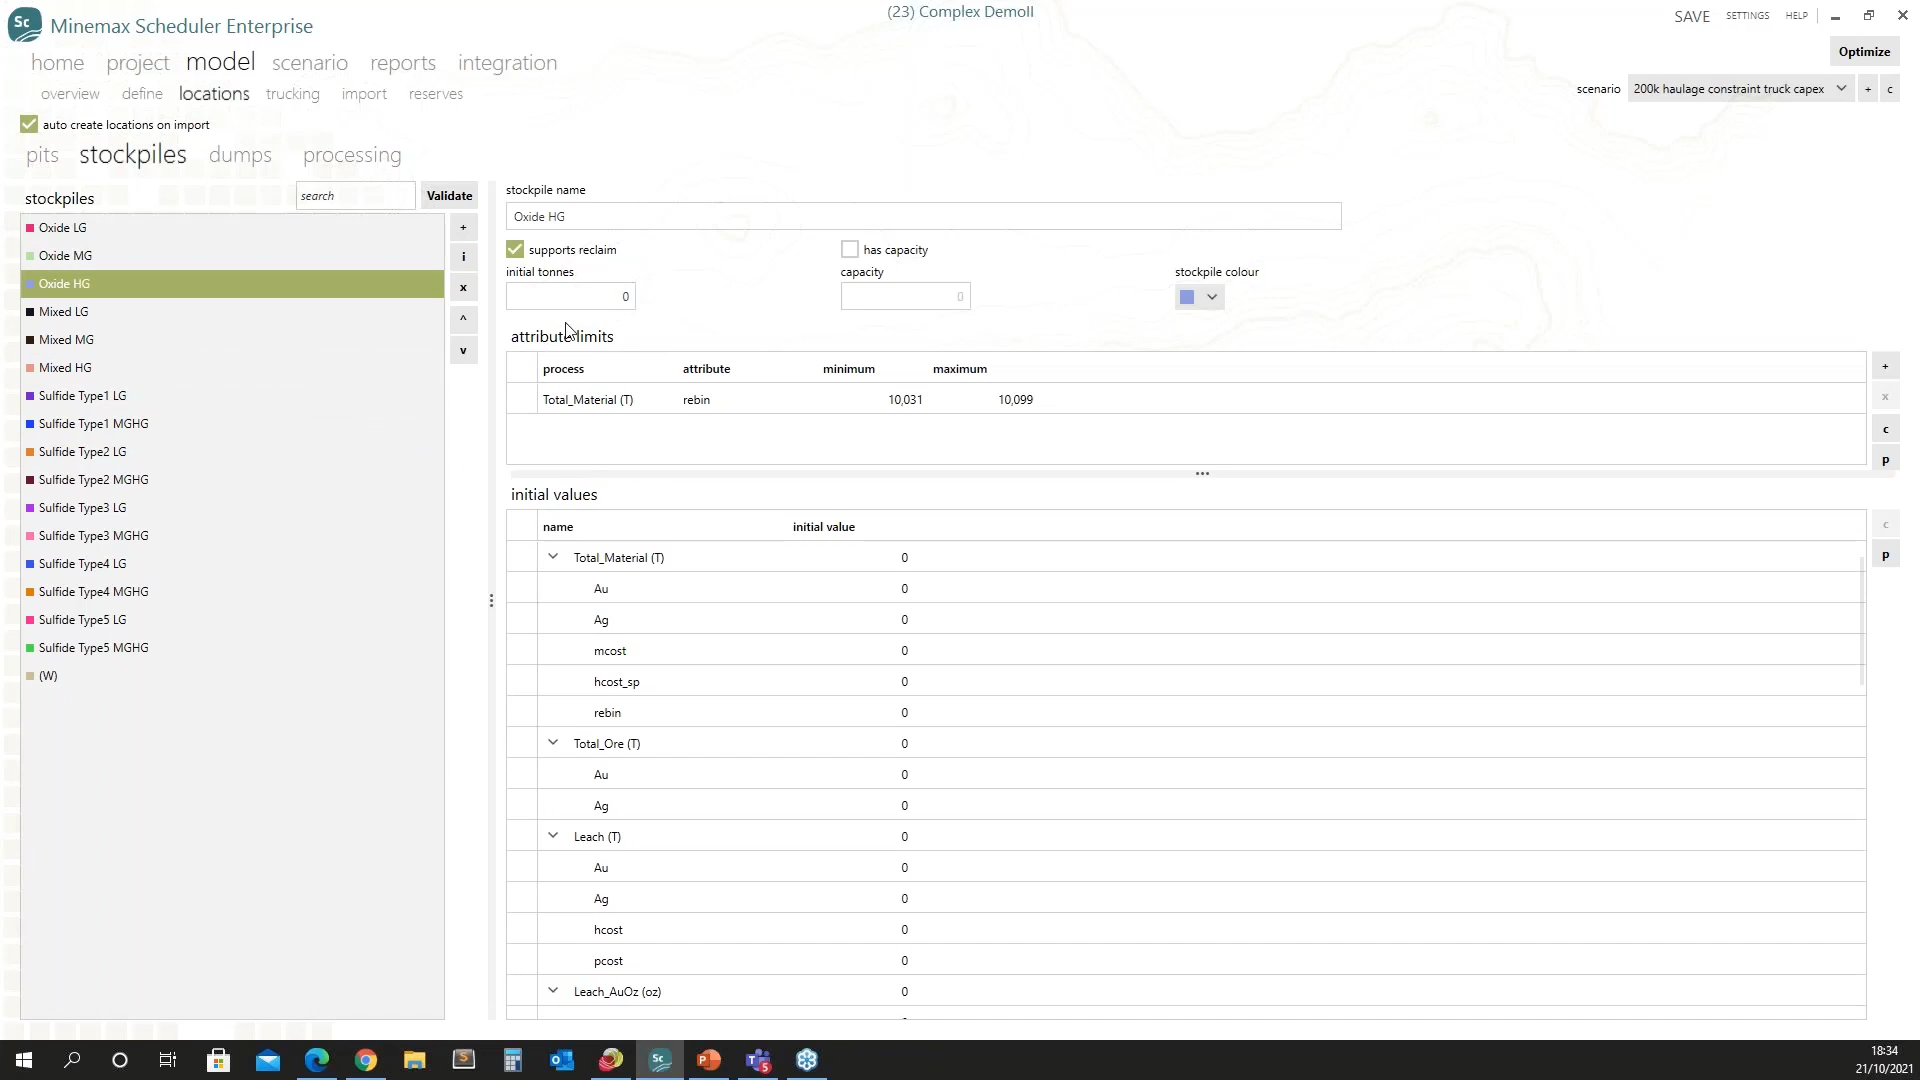 Sc Minemax Scheduler Enterprise
(23) Complex DemoII
SAVE SETTINGS HELP
home project model scenario reports integration
Optimize
overview define locations trucking import reserves
scenario 200k haulage constraint truck capex + c
auto create locations on import
pits stockpiles dumps processing
stockpiles
search
Validate
Oxide LG
Oxide MG
Oxide HG
Mixed LG
Mixed MG
Mixed HG
Sulfide Type1 LG
Sulfide Type1 MGHG
Sulfide Type2 LG
Sulfide Type2 MGHG
Sulfide Type3 LG
Sulfide Type3 MGHG
Sulfide Type4 LG
Sulfide Type4 MGHG
Sulfide Type5 LG
Sulfide Type5 MGHG
(W)
+
i
x
^
v
stockpile name
Oxide HG
supports reclaim has capacity
initial tonnes capacity stockpile colour
0 0
attribute limits
process attribute minimum maximum
Total_Material (T) rebin 10,031 10,099
+
x
c
p
initial values
name initial value
Total_Material (T) 0
Au 0
Ag 0
mcost 0
hcost_sp 0
rebin 0
Total_Ore (T) 0
Au 0
Ag 0
Leach (T) 0
Au 0
Ag 0
hcost 0
pcost 0
Leach_AuOz (oz) 0
c
p
18:34
21/10/2021